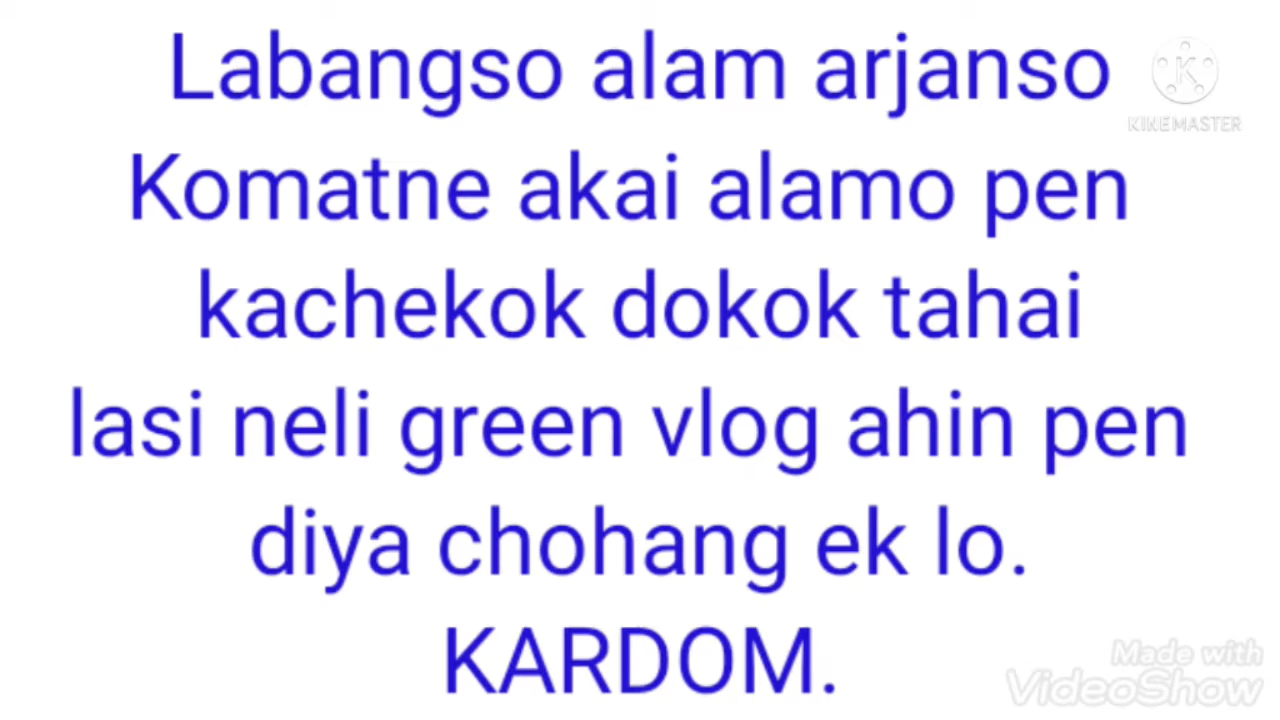 Labangso alam arjanso
Komatne akai alamo pen
kachekok dokok tahai
lasi neli green vlog ahin pen
diya chohang ek lo.
KARDOM.
K
KINEMASTER
Made with
VideoShow